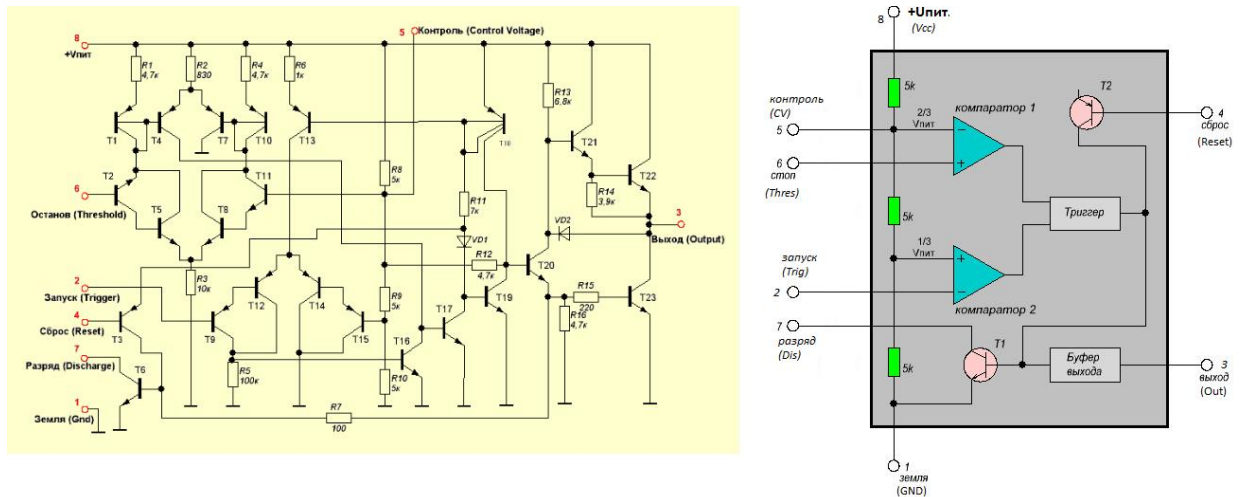 8
+Vпит
5
Контроль (Control Voltage)
R1
4,7к
R2
830
R4
4,7к
R6
1к
R13
6,8к
T1
T4
T7
T10
T13
T18
T21
T22
R8
5к
R14
3,9к
T2
T11
6
Останов (Threshold)
T5
T8
R11
7к
3
Выход (Output)
VD1
VD2
R12
4,7к
R3
10к
2
Запуск (Trigger)
T12
T14
R9
5к
T20
R15
220
T17
T19
T23
4
Сброс (Reset)
T3
T9
T15
T16
R16
4,7к
7
Разряд (Discharge)
T6
R5
100к
R10
5к
1
Земля (Gnd)
R7
100
8
+Uпит.
(Vcc)
5k
T2
контроль
(CV)
5
2/3
Vпит
компаратор 1
4
сброс
(Reset)
6
стоп
(Thres)
5k
Триггер
запуск
(Trig)
2
1/3
Vпит
компаратор 2
7
разряд
(Dis)
T1
5k
Буфер
выхода
3
выход
(Out)
1
земля
(GND)